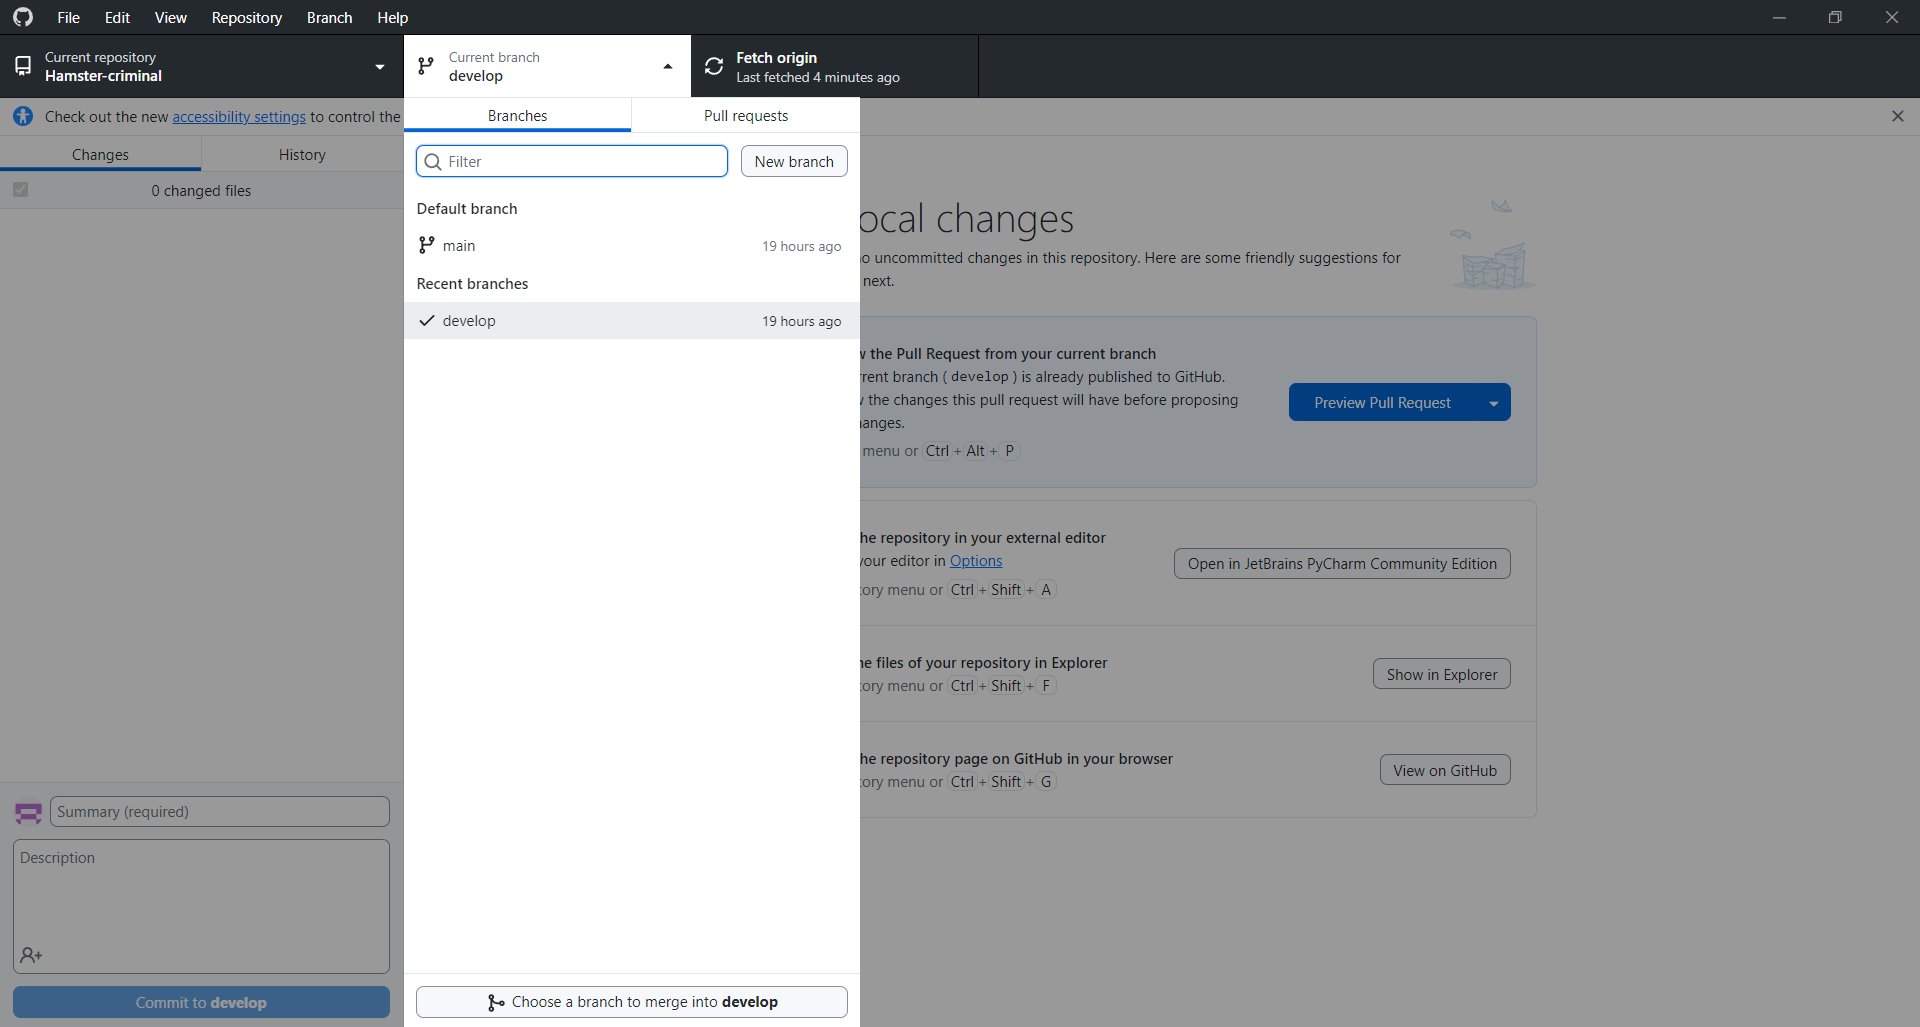 File Edit View Repository Branch Help
Current repository
Hamster-criminal
Current branch
develop
Fetch origin
Last fetched 4 minutes ago
Check out the new accessibility settings to control the
Branches Pull requests
Changes History
0 changed files
Filter
New branch
Default branch
main 19 hours ago
Recent branches
develop 19 hours ago
ocal changes
uncommitted changes in this repository. Here are some friendly suggestions for
next.
the Pull Request from your current branch
rent branch ( develop ) is already published to GitHub.
the changes this pull request will have before proposing
anges.
menu or Ctrl + Alt + P
Preview Pull Request
he repository in your external editor
your editor in Options
ory menu or Ctrl + Shift + A
Open in JetBrains PyCharm Community Edition
he files of your repository in Explorer
ory menu or Ctrl + Shift + F
Show in Explorer
he repository page on GitHub in your browser
ory menu or Ctrl + Shift + G
View on GitHub
Summary (required)
Description
Commit to develop
Choose a branch to merge into develop